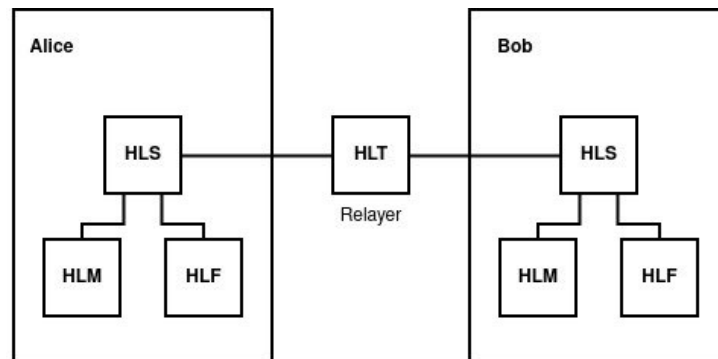 Alice
Bob
HLS
HLT
HLS
Relayer
HLM
HLF
HLM
HLF